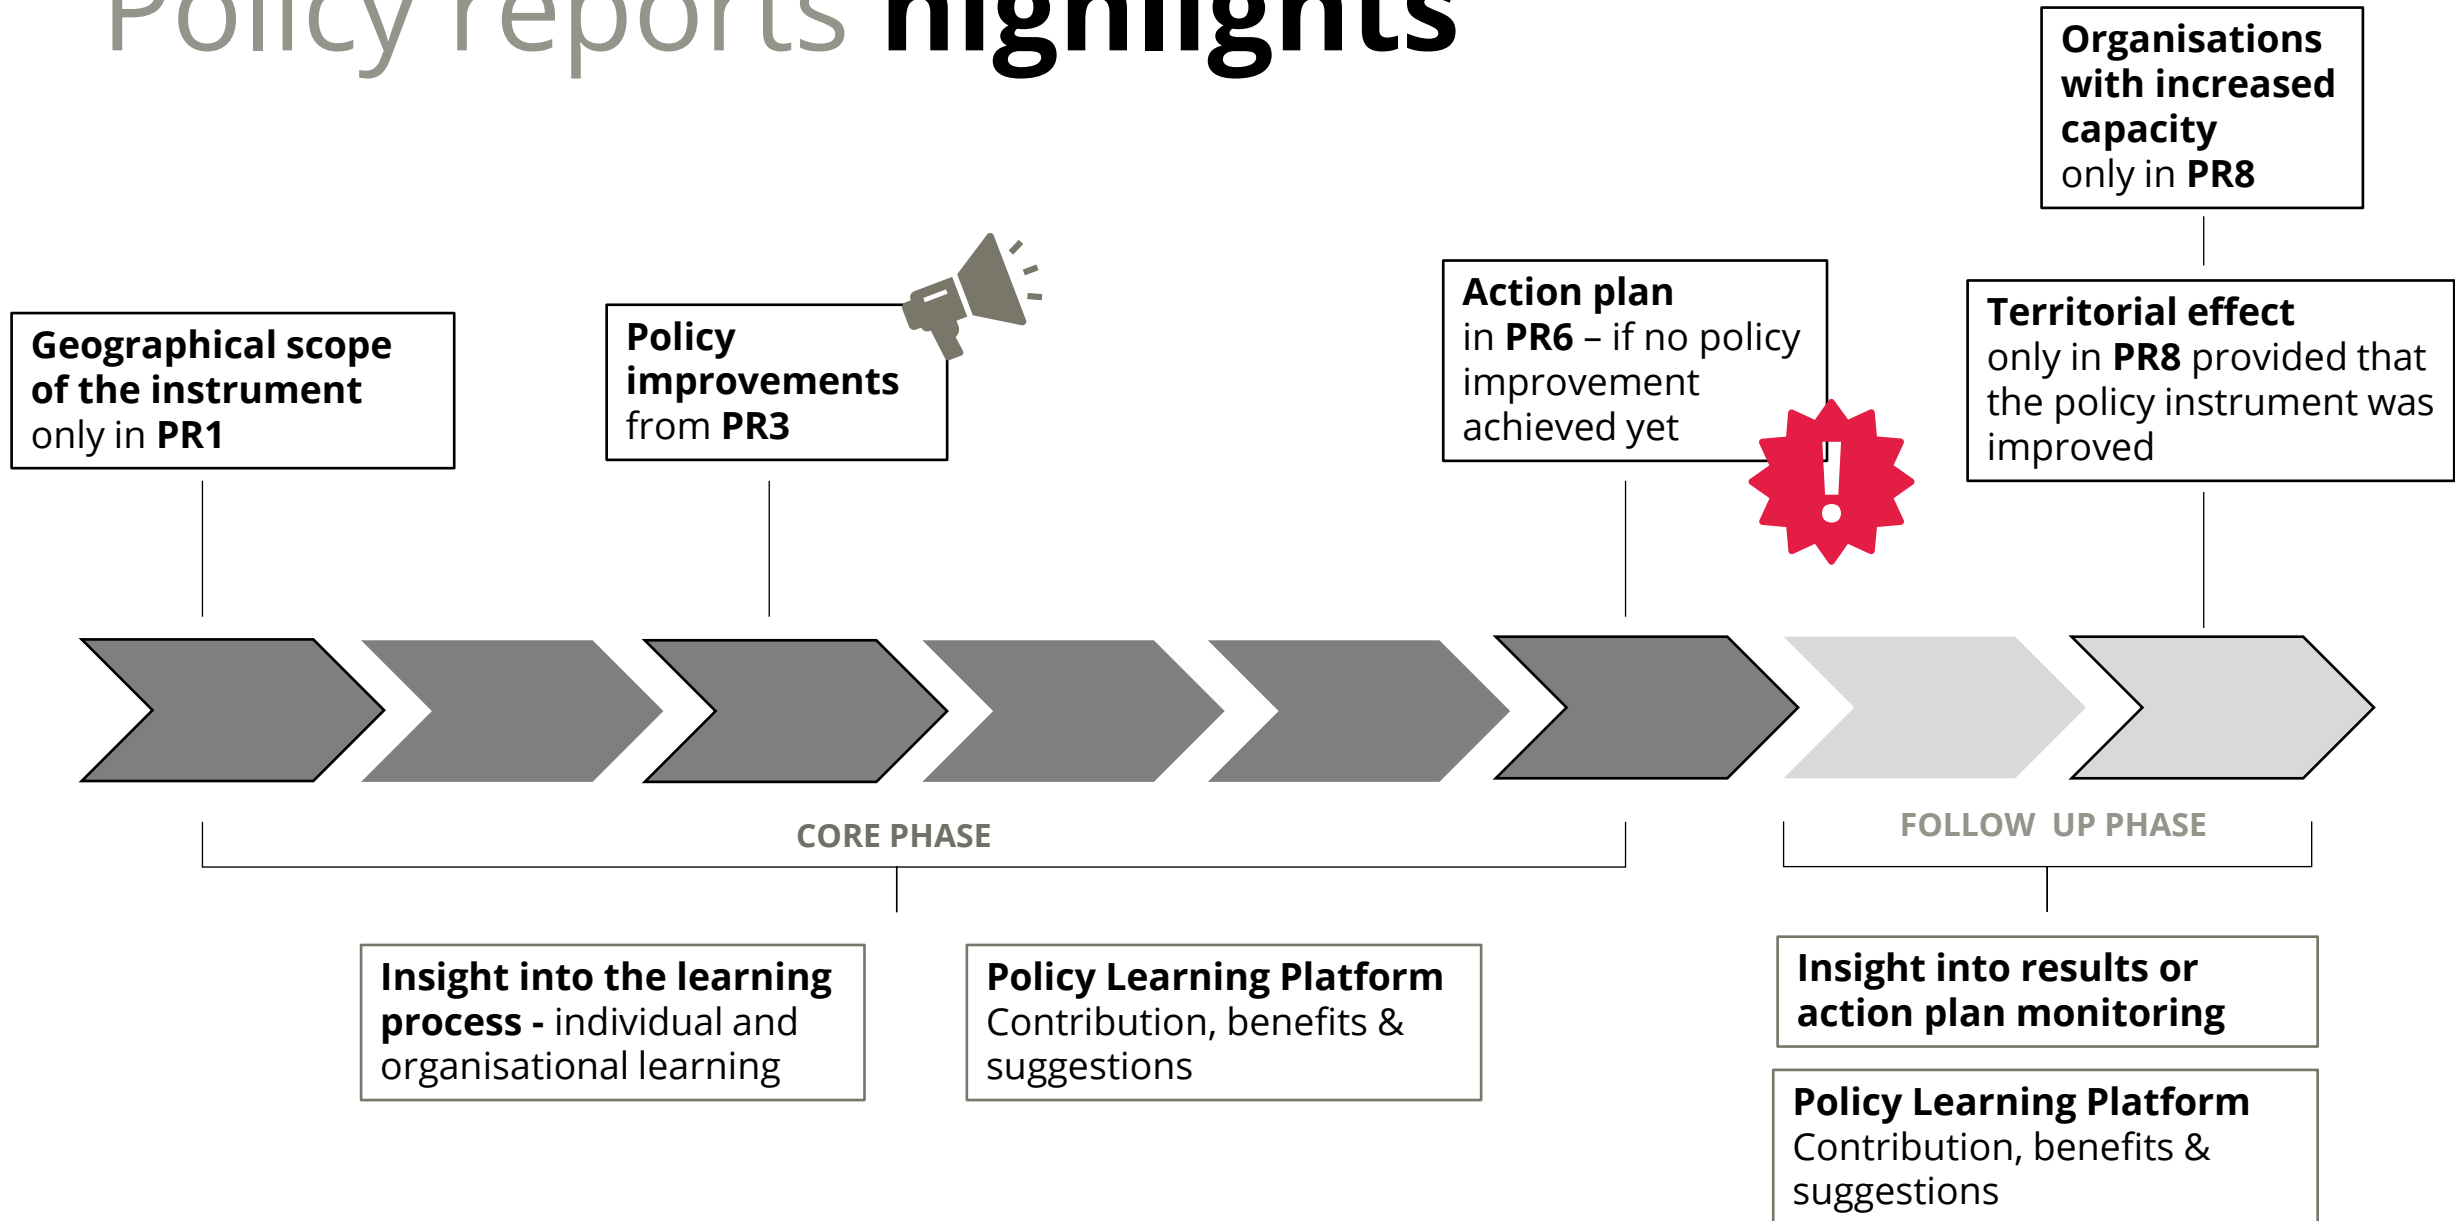 Policy reports highlights
Organisations
with increased
capacity
only in PR8
Geographical scope
of the instrument
only in PR1
Policy
improvements
from PR3
Action plan
in PR6 – if no policy
improvement
achieved yet
Territorial effect
only in PR8 provided that
the policy instrument was
improved
CORE PHASE
FOLLOW UP PHASE
Insight into the learning
process - individual and
organisational learning
Policy Learning Platform
Contribution, benefits &
suggestions
Insight into results or
action plan monitoring
Policy Learning Platform
Contribution, benefits &
suggestions